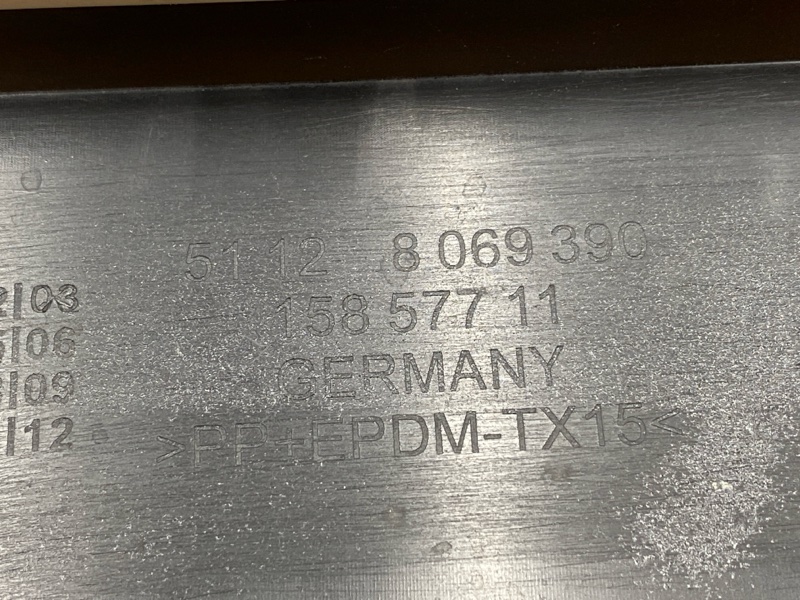 51 12 8 069 390
158 577 11
GERMANY
>PP+EPDM-TX15<
/03
/06
/09
/12